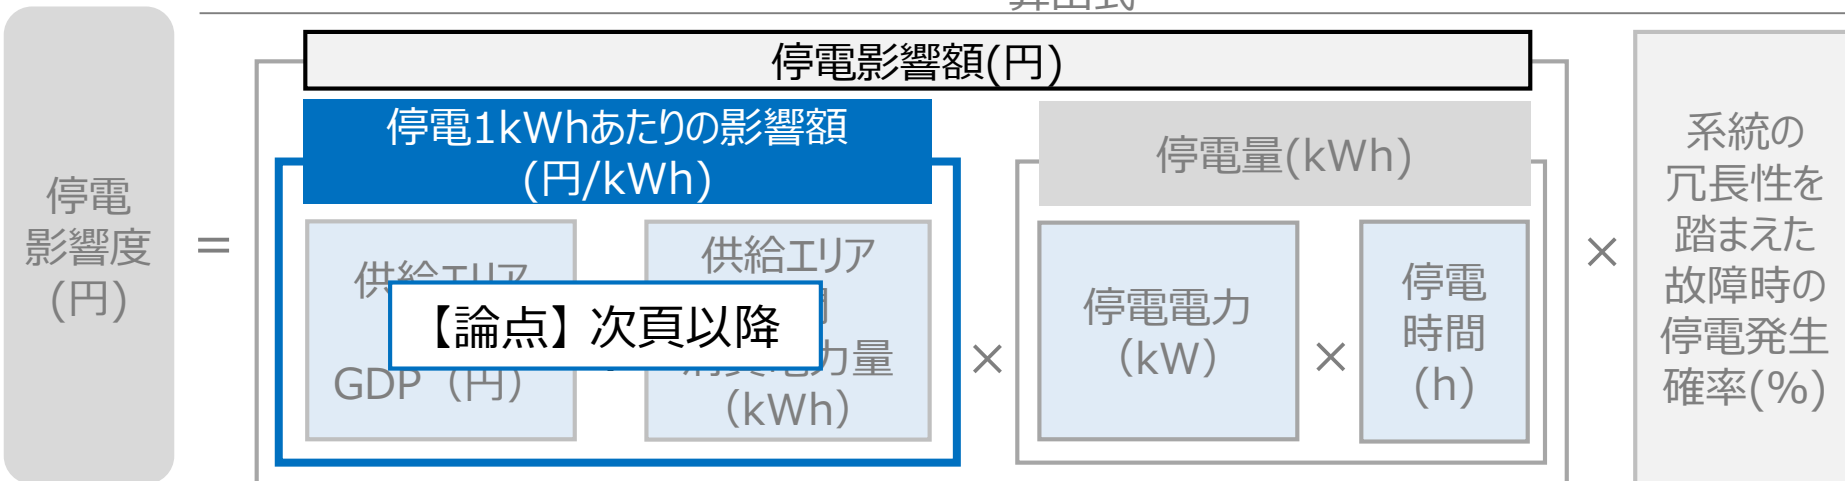 算出式
停電
影響度
(円)
＝
停電影響額(円)
停電1kWhあたりの影響額
(円/kWh)
供給エリア
GDP（円）
【論点】次頁以降
供給エリア
力量
（kWh）
×
停電量(kWh)
停電電力
（kW）
×
停電
時間
(h)
×
系統の
冗長性を
踏まえた
故障時の
停電発生
確率(%)